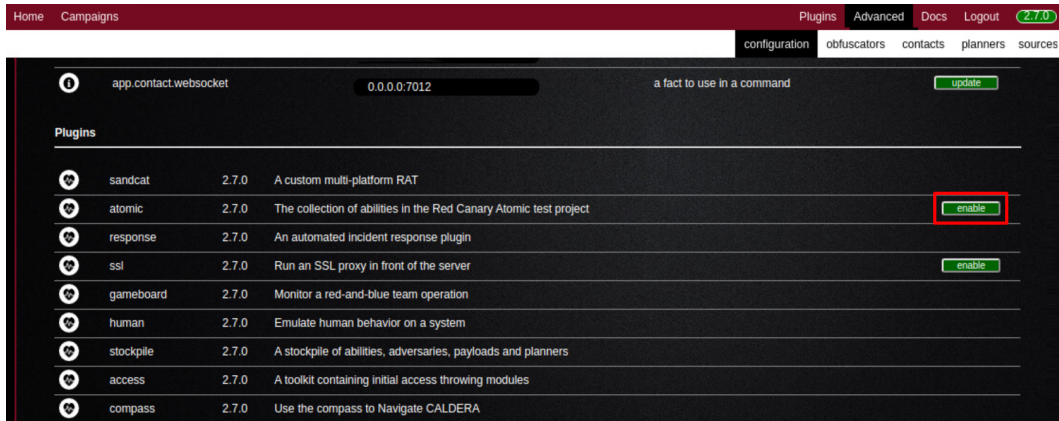 Home Campaigns Plugins Advanced Docs Logout 2.7.0
configuration obfuscators contacts planners sources
app.contact.websocket 0.0.0.0:7012 a fact to use in a command update
Plugins
sandcat 2.7.0 A custom multi-platform RAT
atomic 2.7.0 The collection of abilities in the Red Canary Atomic test project enable
response 2.7.0 An automated incident response plugin
ssl 2.7.0 Run an SSL proxy in front of the server enable
gameboard 2.7.0 Monitor a red-and-blue team operation
human 2.7.0 Emulate human behavior on a system
stockpile 2.7.0 A stockpile of abilities, adversaries, payloads and planners
access 2.7.0 A toolkit containing initial access throwing modules
compass 2.7.0 Use the compass to Navigate CALDERA